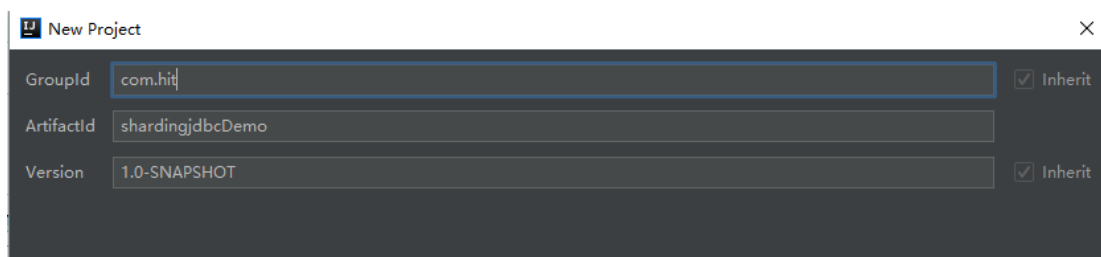 New Project
GroupId com.hit Inherit
ArtifactId shardingjdbcDemo
Version 1.0-SNAPSHOT Inherit